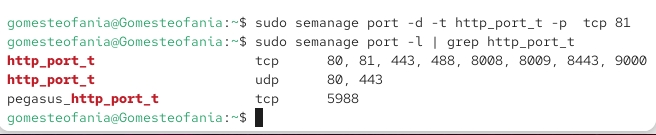 gomesteofania@Gomesteofania:~$ sudo semanage port -d -t http_port_t -p  tcp 81
gomesteofania@Gomesteofania:~$ sudo semanage port -l | grep http_port_t
http_port_t                    tcp      80, 81, 443, 488, 8008, 8009, 8443, 9000
http_port_t                    udp      80, 443
pegasus_http_port_t            tcp      5988
gomesteofania@Gomesteofania:~$